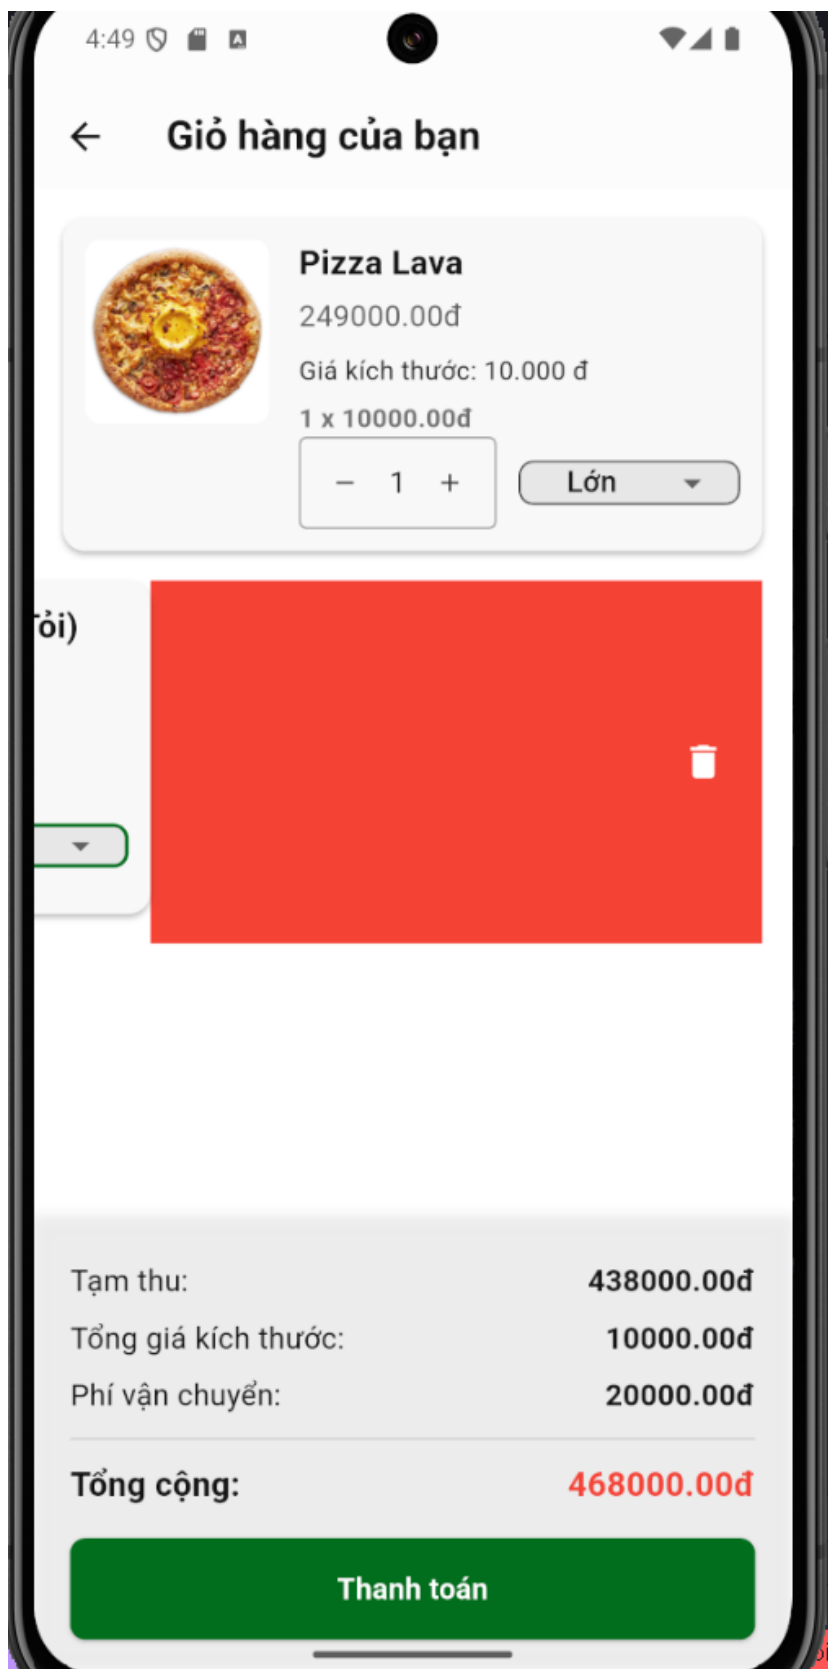 4:49
Giỏ hàng của bạn
Pizza Lava
249000.00đ
Giá kích thước: 10.000 đ
1 x 10000.00đ
− 1 + Lớn
ỏi)
Tạm thu: 438000.00đ
Tổng giá kích thước: 10000.00đ
Phí vận chuyển: 20000.00đ
Tổng cộng: 468000.00đ
Thanh toán